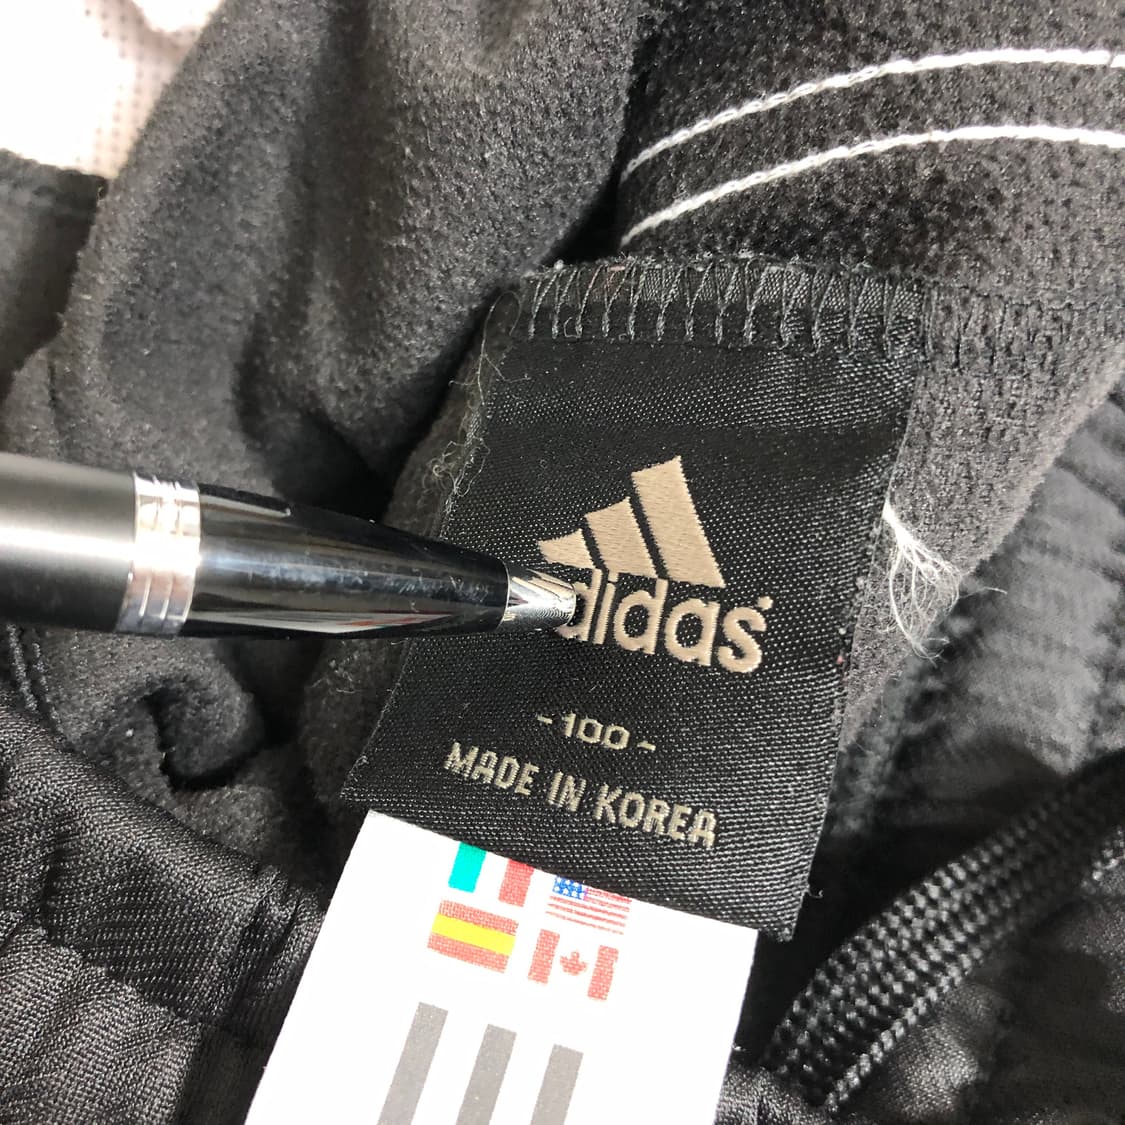 adidas
- 100 -
MADE IN KOREA